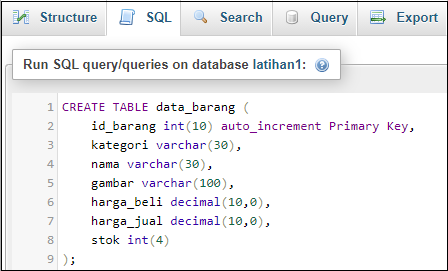 Structure SQL Search Query Export
Run SQL query/queries on database latihan1:
1 CREATE TABLE data_barang (
2 id_barang int(10) auto_increment Primary Key,
3 kategori varchar(30),
4 nama varchar(30),
5 gambar varchar(100),
6 harga_beli decimal(10,0),
7 harga_jual decimal(10,0),
8 stok int(4)
9 );